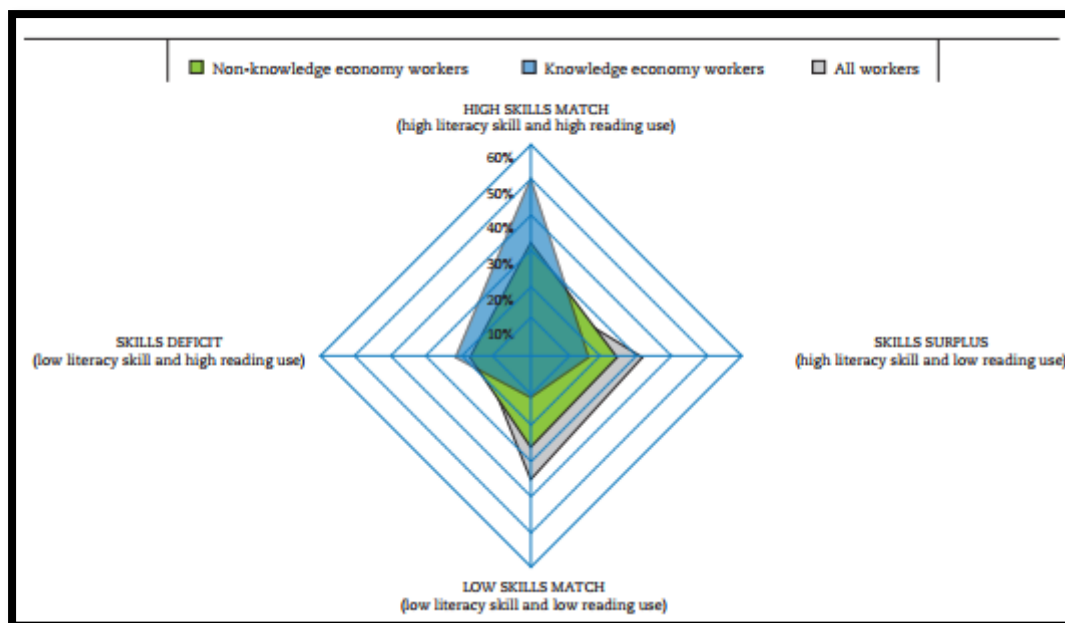 Non-knowledge economy workers Knowledge economy workers All workers
HIGH SKILLS MATCH
(high literacy skill and high reading use)
60%
50%
40%
30%
20%
10%
SKILLS DEFICIT
(low literacy skill and high reading use)
SKILLS SURPLUS
(high literacy skill and low reading use)
LOW SKILLS MATCH
(low literacy skill and low reading use)